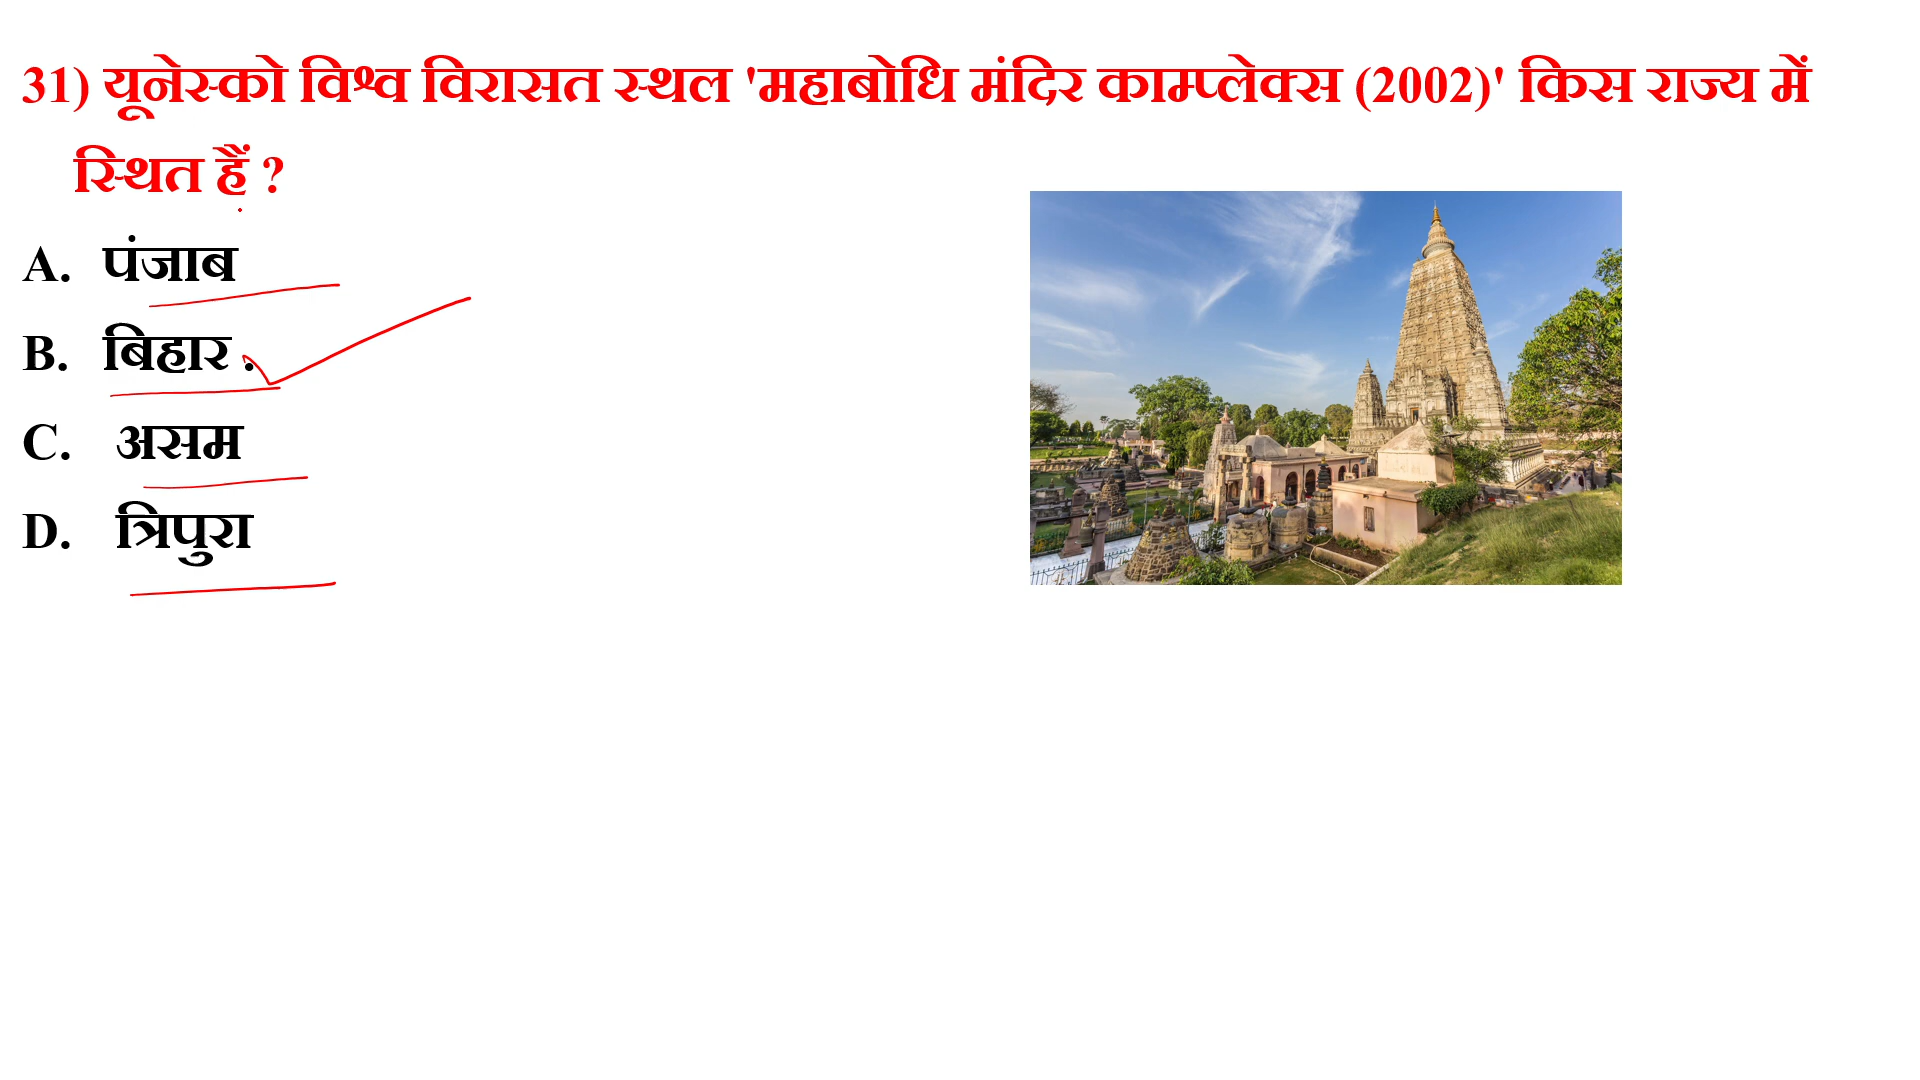 31) यूनेस्को विश्व विरासत स्थल 'महाबोधि मंदिर काम्प्लेक्स (2002)' किस राज्य में
स्थित हैं ?
A. पंजाब
B. बिहार .
C. असम
D. त्रिपुरा